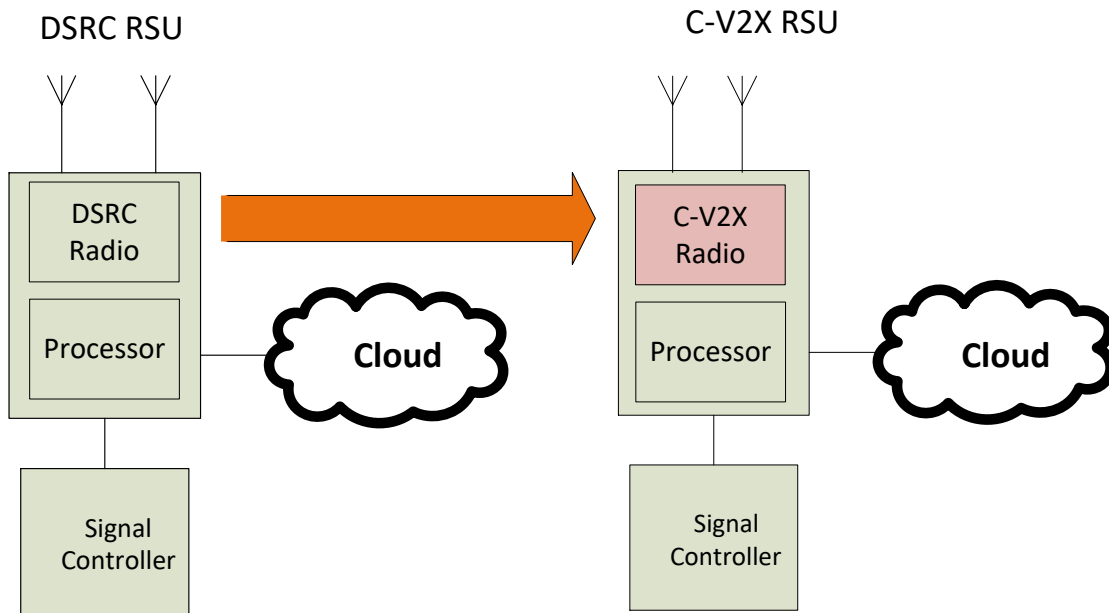 DSRC RSU
DSRC
Radio
Processor
Cloud
Signal
Controller
C-V2X RSU
C-V2X
Radio
Processor
Cloud
Signal
Controller